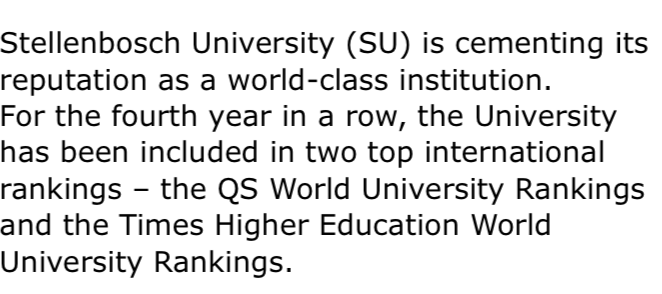 Stellenbosch University (SU) is cementing its
reputation as a world-class institution.
For the fourth year in a row, the University
has been included in two top international
rankings – the QS World University Rankings
and the Times Higher Education World
University Rankings.